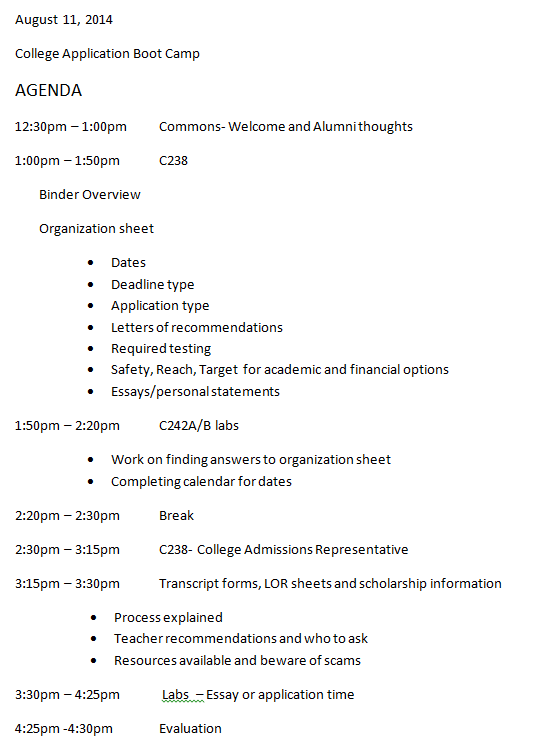 August 11, 2014
College Application Boot Camp
AGENDA
12:30pm – 1:00pm Commons- Welcome and Alumni thoughts
1:00pm – 1:50pm C238
Binder Overview
Organization sheet
• Dates
• Deadline type
• Application type
• Letters of recommendations
• Required testing
• Safety, Reach, Target for academic and financial options
• Essays/personal statements
1:50pm – 2:20pm C242A/B labs
• Work on finding answers to organization sheet
• Completing calendar for dates
2:20pm – 2:30pm Break
2:30pm – 3:15pm C238- College Admissions Representative
3:15pm – 3:30pm Transcript forms, LOR sheets and scholarship information
• Process explained
• Teacher recommendations and who to ask
• Resources available and beware of scams
3:30pm – 4:25pm Labs – Essay or application time
4:25pm -4:30pm Evaluation